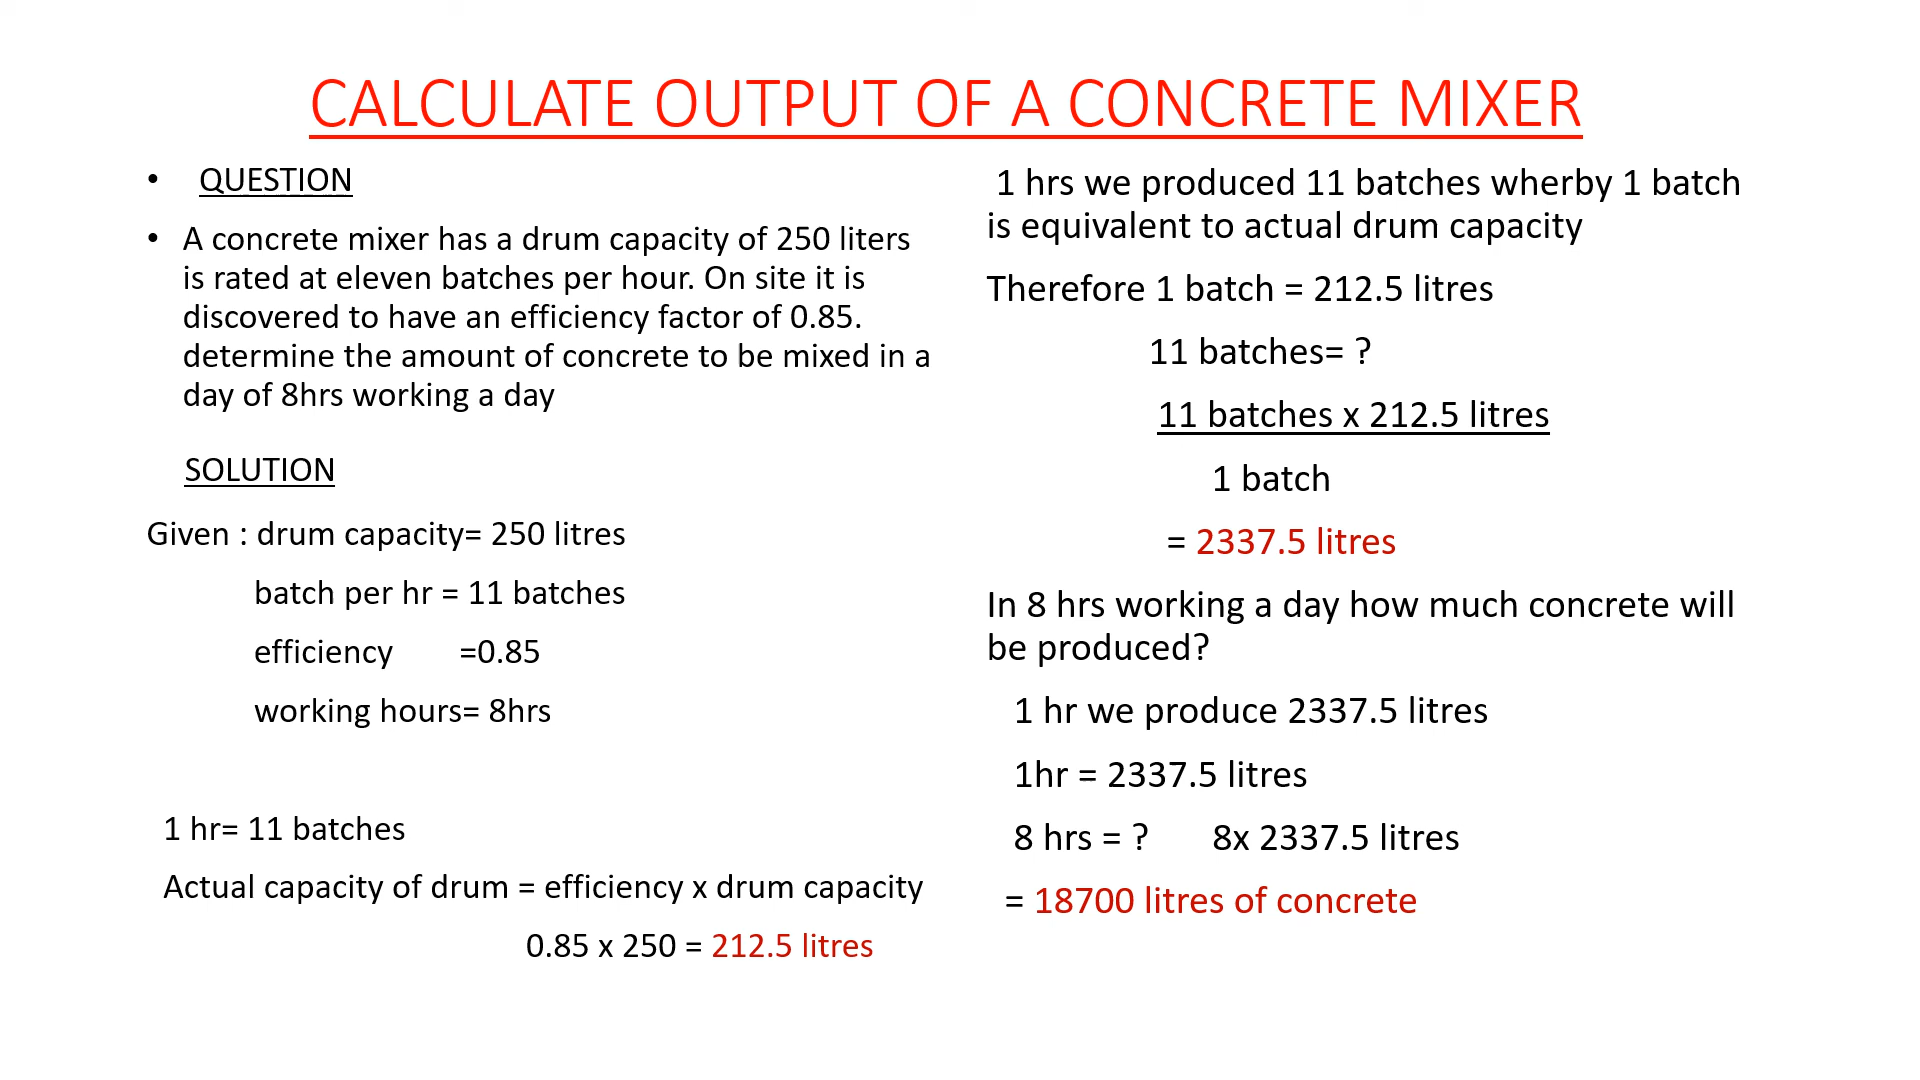 CALCULATE OUTPUT OF A CONCRETE MIXER
• QUESTION
• A concrete mixer has a drum capacity of 250 liters
is rated at eleven batches per hour. On site it is
discovered to have an efficiency factor of 0.85.
determine the amount of concrete to be mixed in a
day of 8hrs working a day
SOLUTION
Given : drum capacity= 250 litres
batch per hr = 11 batches
efficiency =0.85
working hours= 8hrs
1 hr= 11 batches
Actual capacity of drum = efficiency x drum capacity
0.85 x 250 = 212.5 litres
1 hrs we produced 11 batches wherby 1 batch
is equivalent to actual drum capacity
Therefore 1 batch = 212.5 litres
11 batches= ?
11 batches x 212.5 litres
1 batch
= 2337.5 litres
In 8 hrs working a day how much concrete will
be produced?
1 hr we produce 2337.5 litres
1hr = 2337.5 litres
8 hrs = ? 8x 2337.5 litres
= 18700 litres of concrete